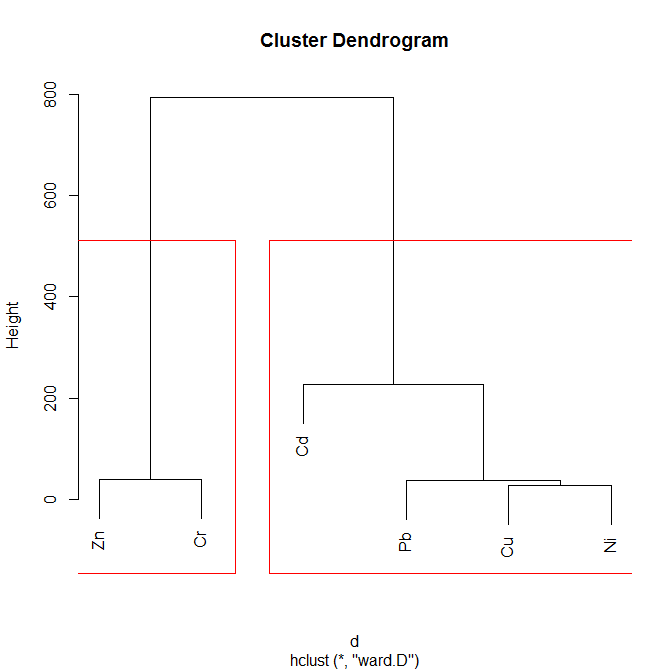 Cluster Dendrogram
Height
800
600
400
200
0
Zn
Cr
Cd
Pb
Cu
Ni
d
hclust (*, "ward.D")